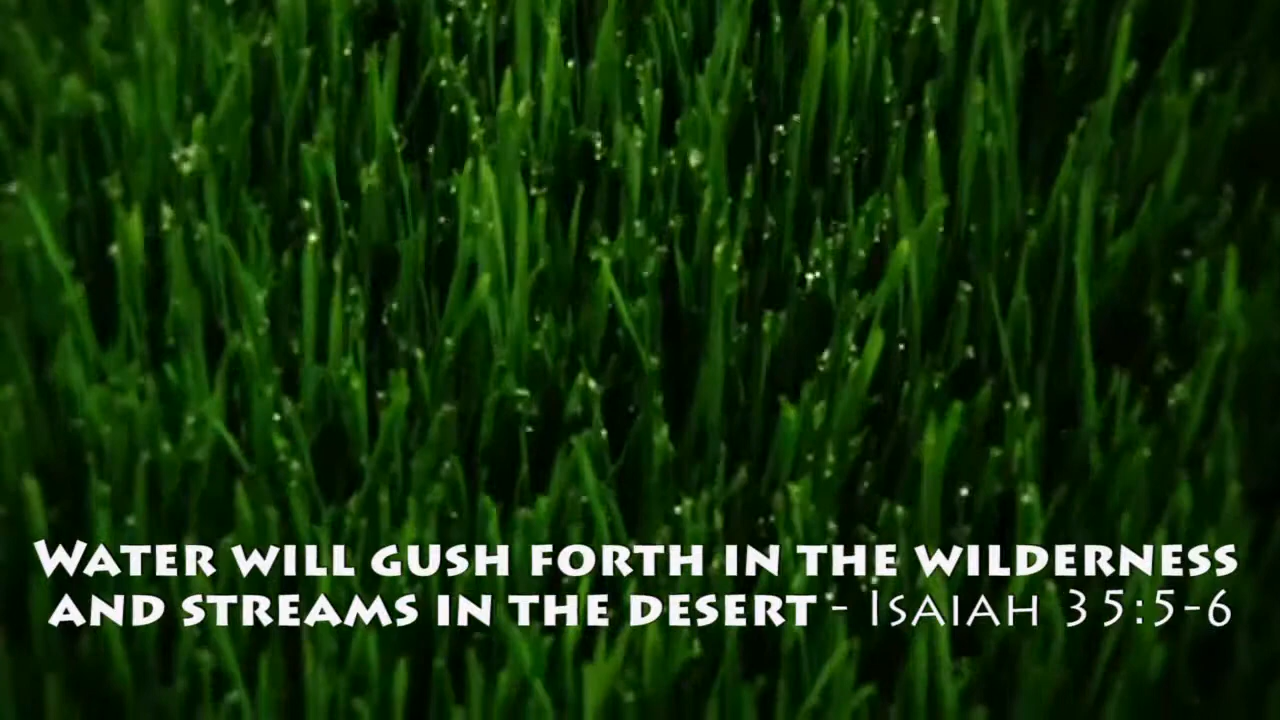 Water will gush forth in the wilderness
and streams in the desert - Isaiah 35:5-6